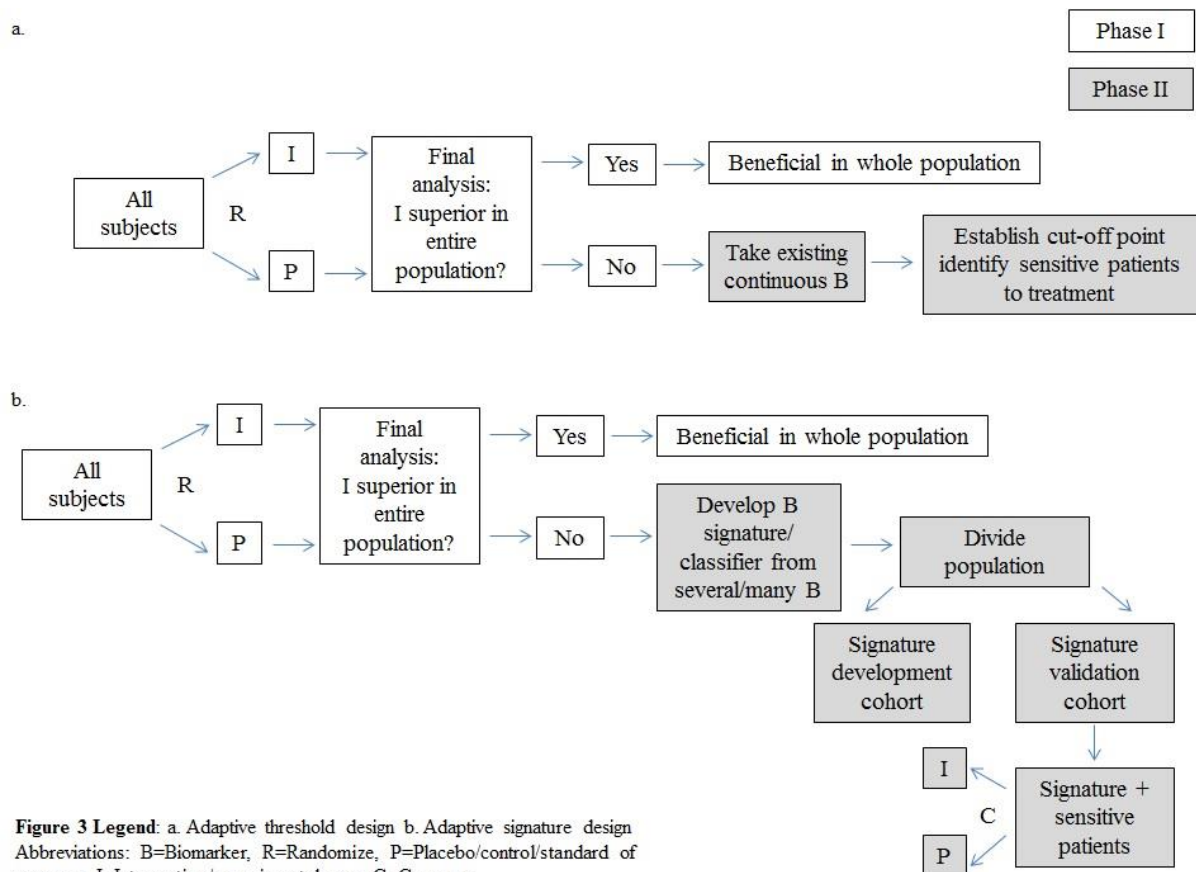 a.
Phase I
Phase II
All
subjects
R
I
P
Final
analysis:
I superior in
entire
population?
Yes
Beneficial in whole population
No
Take existing
continuous B
Establish cut-off point
identify sensitive patients
to treatment
b.
All
subjects
R
I
P
Final
analysis:
I superior in
entire
population?
Yes
Beneficial in whole population
No
Develop B
signature/
classifier from
several/many B
Divide
population
Signature
development
cohort
Signature
validation
cohort
Signature +
sensitive
patients
C
I
P
Figure 3 Legend: a. Adaptive threshold design b. Adaptive signature design
Abbreviations: B=Biomarker, R=Randomize, P=Placebo/control/standard of